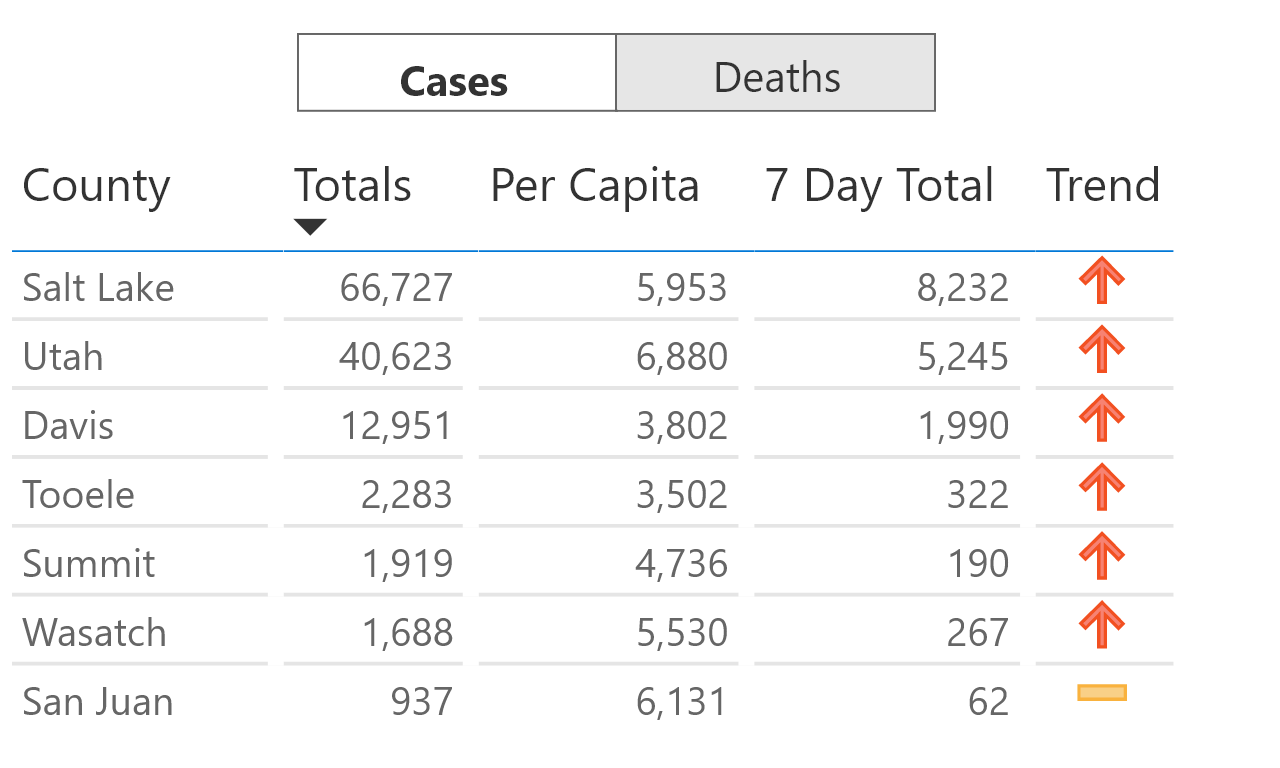 Cases Deaths
County Totals Per Capita 7 Day Total Trend
Salt Lake 66,727 5,953 8,232
Utah 40,623 6,880 5,245
Davis 12,951 3,802 1,990
Tooele 2,283 3,502 322
Summit 1,919 4,736 190
Wasatch 1,688 5,530 267
San Juan 937 6,131 62